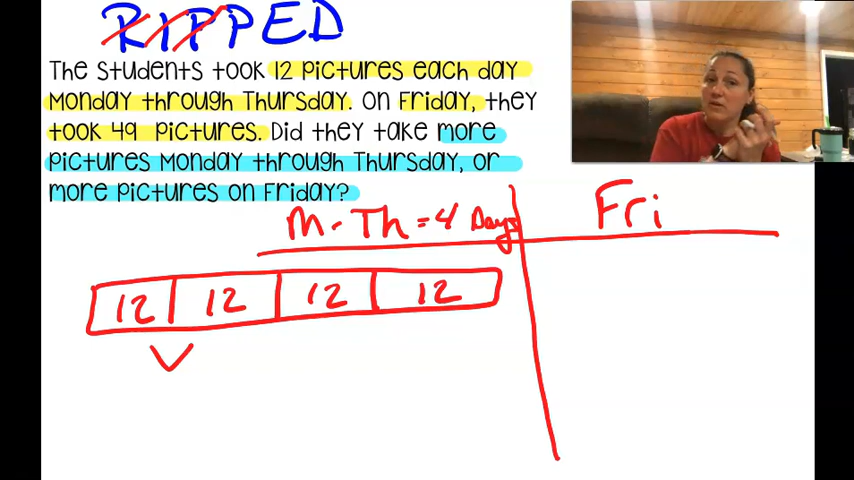 RIPPED
The students took 12 pictures each day
Monday through Thursday. On Friday, they
took 49 pictures. Did they take more
pictures Monday through Thursday, or
more pictures on Friday?
M - Th = 4 Days
Fri
12 12 12 12